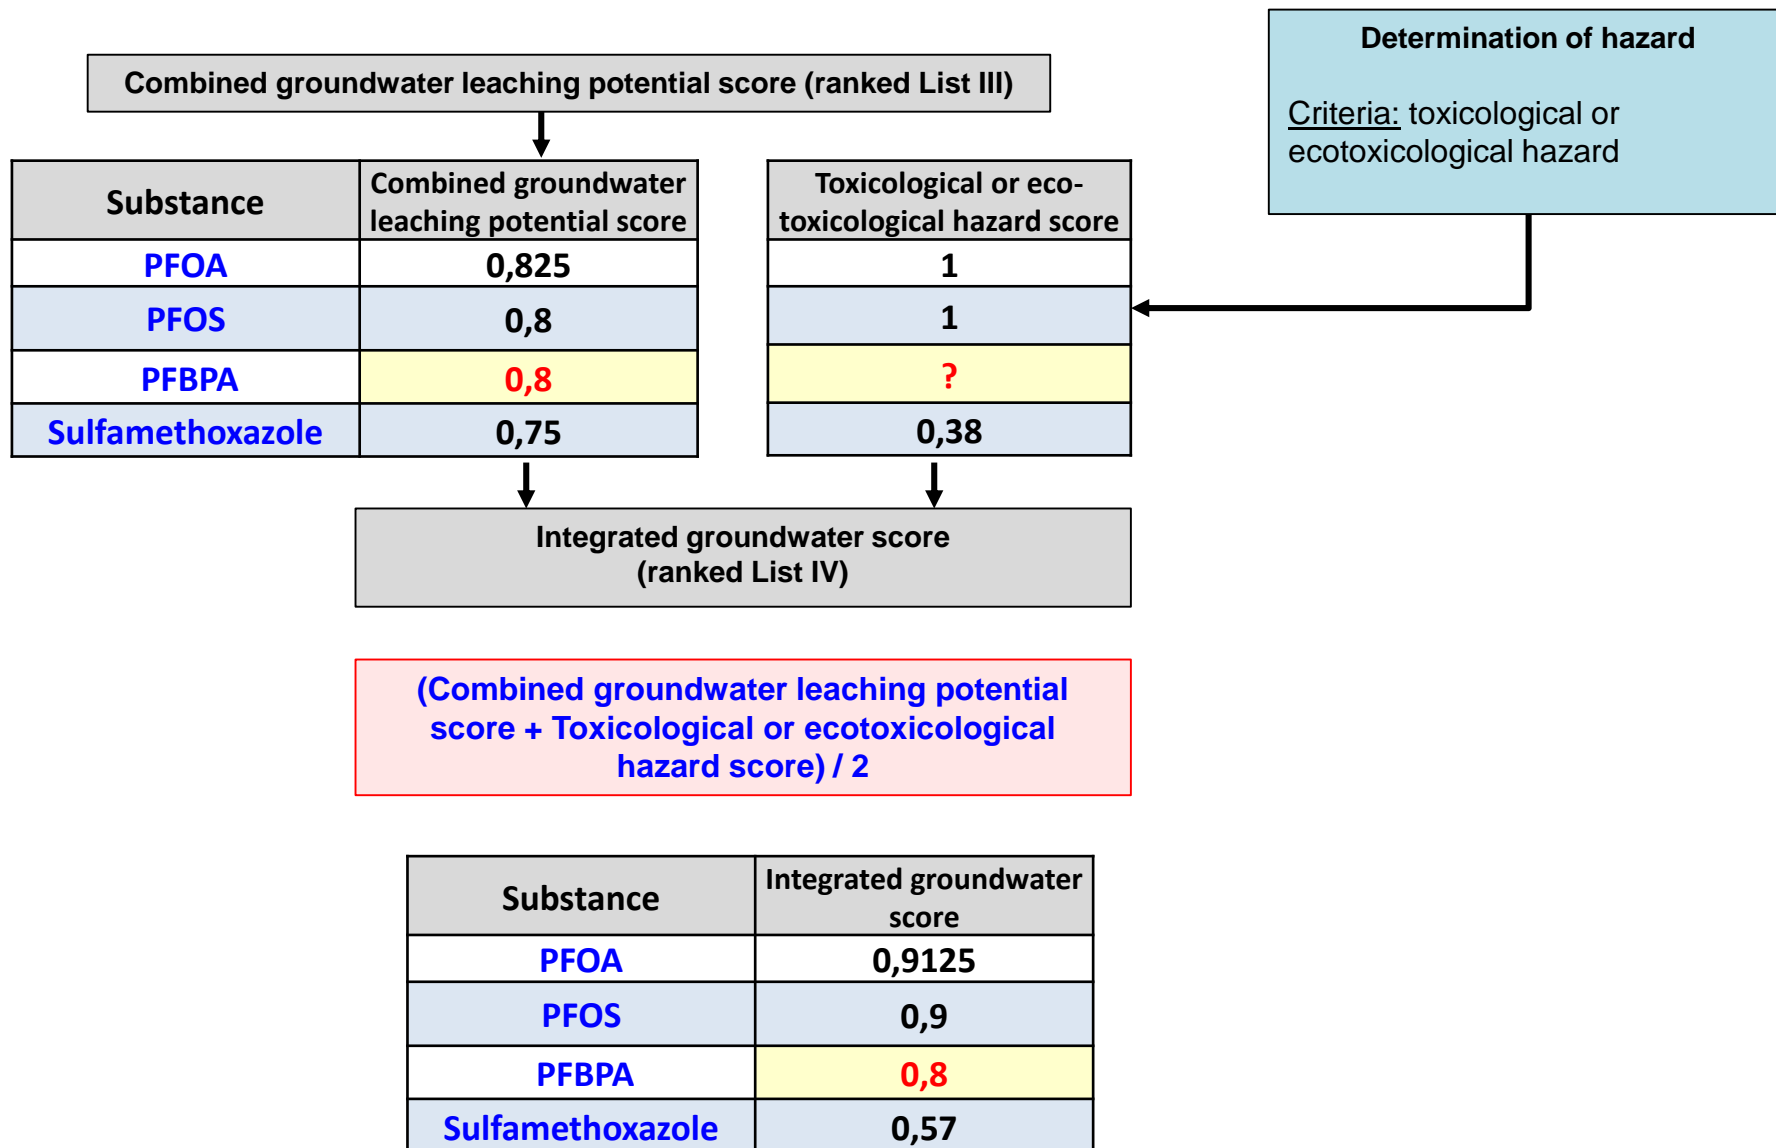 Determination of hazard
Criteria: toxicological or
ecotoxicological hazard
Combined groundwater leaching potential score (ranked List III)
Substance
Combined groundwater
leaching potential score
PFOA
0,825
PFOS
0,8
PFBPA
0,8
Sulfamethoxazole
0,75
Toxicological or eco-
toxicological hazard score
1
1
?
0,38
Integrated groundwater score
(ranked List IV)
(Combined groundwater leaching potential
score + Toxicological or ecotoxicological
hazard score) / 2
Substance
Integrated groundwater
score
PFOA
0,9125
PFOS
0,9
PFBPA
0,8
Sulfamethoxazole
0,57